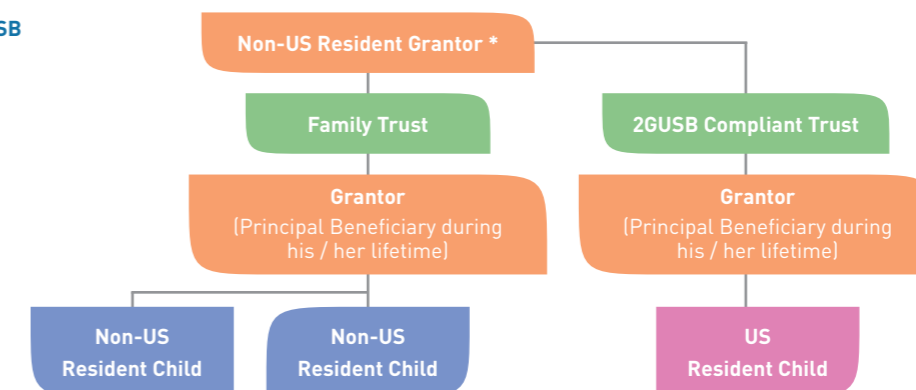 Non-US Resident Grantor *
Family Trust
2GUSB Compliant Trust
Grantor
(Principal Beneficiary during
his / her lifetime)
Grantor
(Principal Beneficiary during
his / her lifetime)
Non-US
Resident Child
Non-US
Resident Child
US
Resident Child